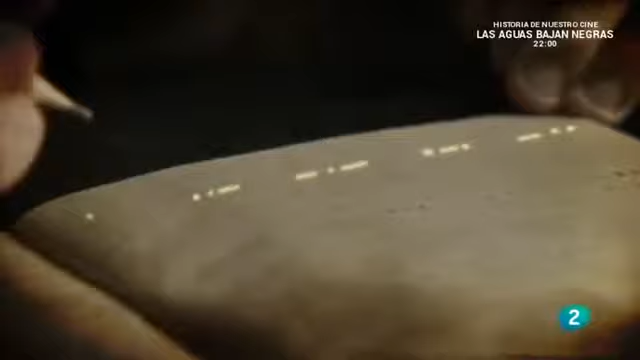 HISTORIA DE NUESTRO CINE
LAS AGUAS BAJAN NEGRAS
22:00
2